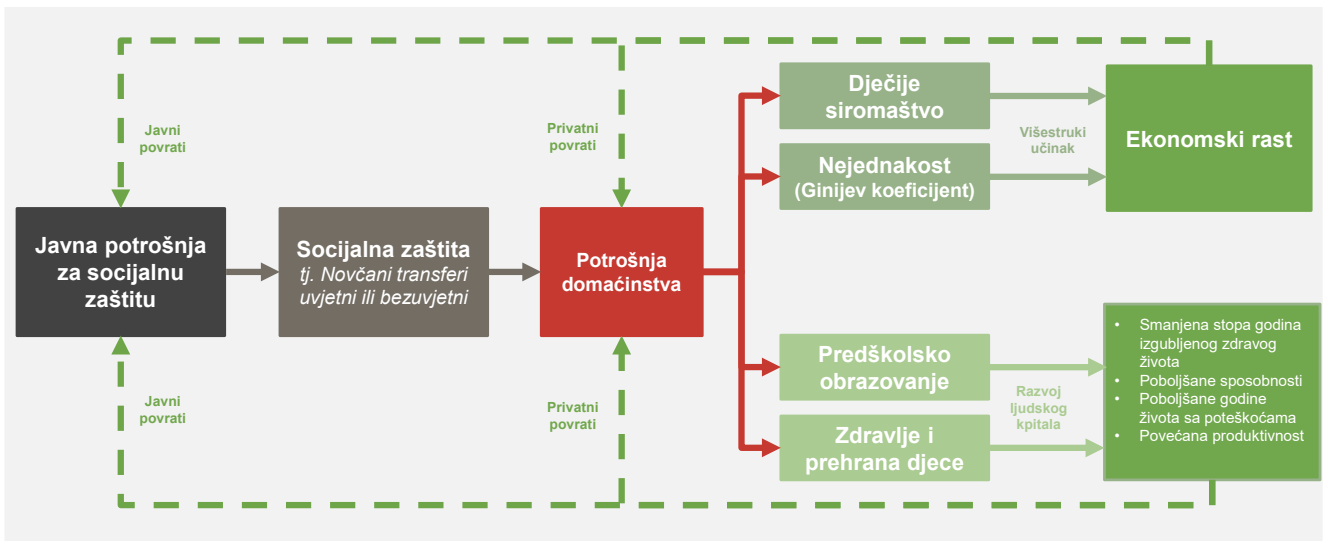 Javni
povrati
Privatni
povrati
Dječije
siromaštvo
Nejednakost
(Ginijev koeficijent)
Višestruki
učinak
Ekonomski rast
Javna potrošnja
za socijalnu
zaštitu
Socijalna zaštita
tj. Novčani transferi
uvjetni ili bezuvjetni
Potrošnja
domaćinstva
Javni
povrati
Privatni
povrati
Predškolsko
obrazovanje
Zdravlje i
prehrana djece
Razvoj
ljudskog
kpitala
• Smanjena stopa godina
izgubljenog zdravog
života
• Poboljšane sposobnosti
• Poboljšane godine
života sa poteškoćama
• Povećana produktivnost